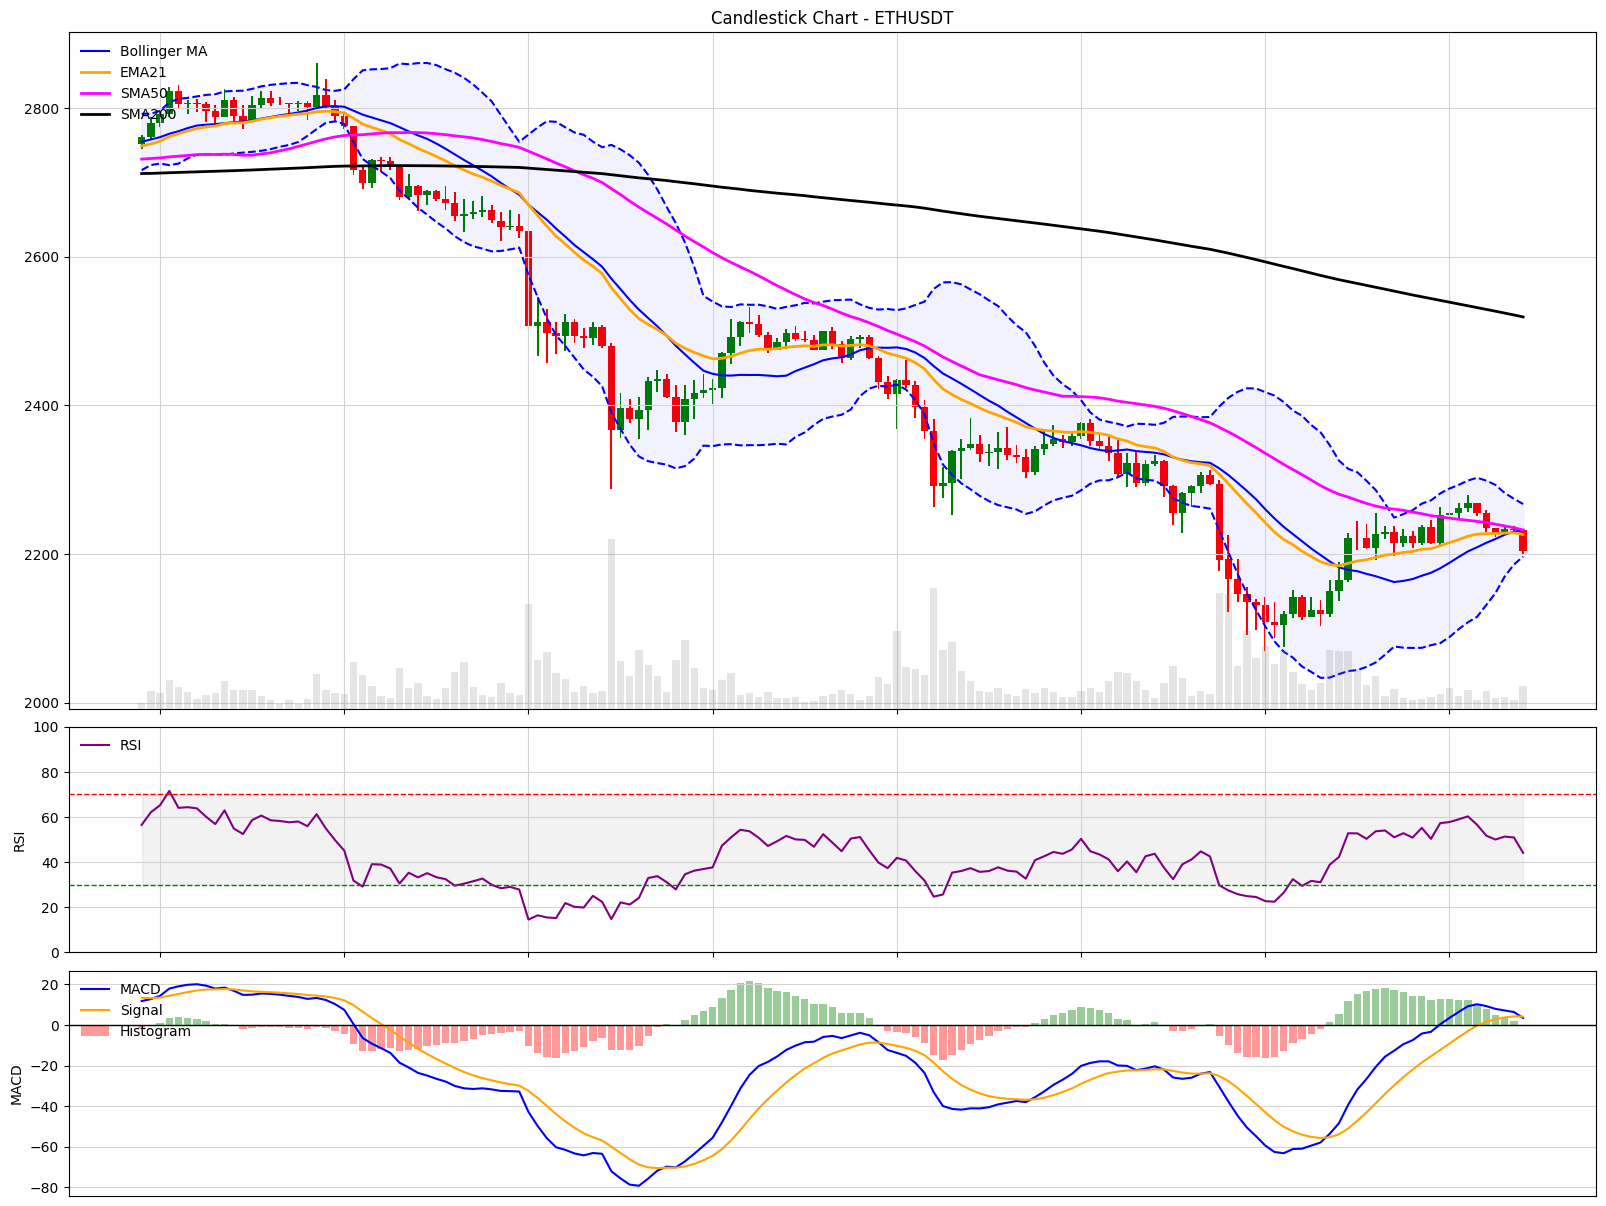 Candlestick Chart - ETHUSDT
Bollinger MA
EMA21
SMA50
SMA200
2800
2600
2400
2200
2000
RSI
100
80
60
40
20
0
RSI
MACD
Signal
Histogram
20
0
−20
−40
−60
−80
MACD